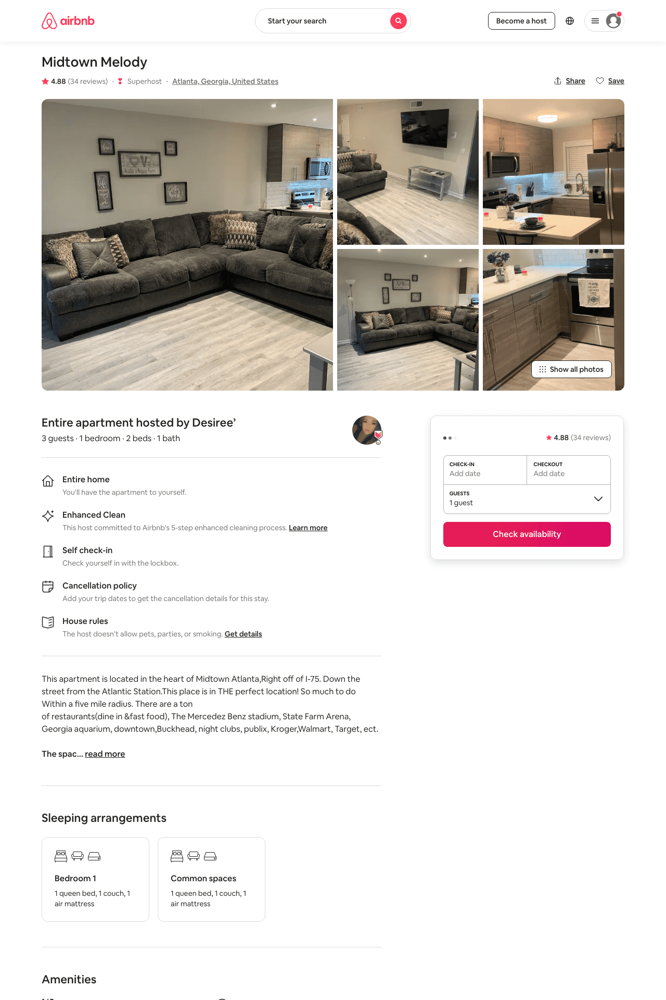 airbnb
Start your search
Become a host
Midtown Melody
4.88 (34 reviews) · Superhost · Atlanta, Georgia, United States
Share
Save
love
smile
builds a happy home
life
enjoy
follow
heart
Show all photos
Entire apartment hosted by Desiree’
3 guests · 1 bedroom · 2 beds · 1 bath
4.88 (34 reviews)
CHECK-IN
Add date
CHECKOUT
Add date
GUESTS
1 guest
Check availability
Entire home
You’ll have the apartment to yourself.
Enhanced Clean
This host committed to Airbnb's 5-step enhanced cleaning process. Learn more
Self check-in
Check yourself in with the lockbox.
Cancellation policy
Add your trip dates to get the cancellation details for this stay.
House rules
The host doesn’t allow pets, parties, or smoking. Get details
This apartment is located in the heart of Midtown Atlanta,Right off of I-75. Down the
street from the Atlantic Station.This place is in THE perfect location! So much to do
Within a five mile radius. There are a ton
of restaurants(dine in &fast food), The Mercedez Benz stadium, State Farm Arena,
Georgia aquarium, downtown,Buckhead, night clubs, publix, Kroger,Walmart, Target, ect.
The spac... read more
Sleeping arrangements
Bedroom 1
1 queen bed, 1 couch, 1
air mattress
Common spaces
1 queen bed, 1 couch, 1
air mattress
Amenities